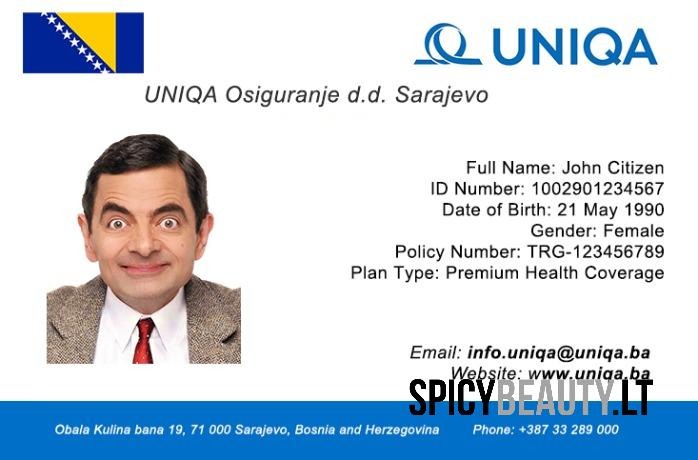 UNIQA
UNIQA Osiguranje d.d. Sarajevo
Full Name: John Citizen
ID Number: 1002901234567
Date of Birth: 21 May 1990
Gender: Female
Policy Number: TRG-123456789
Plan Type: Premium Health Coverage
Email: info.uniqa@uniqa.ba
Website: www.uniqa.ba
SPICYBEAUTY.LT
Obala Kulina bana 19, 71 000 Sarajevo, Bosnia and Herzegovina Phone: +387 33 289 000